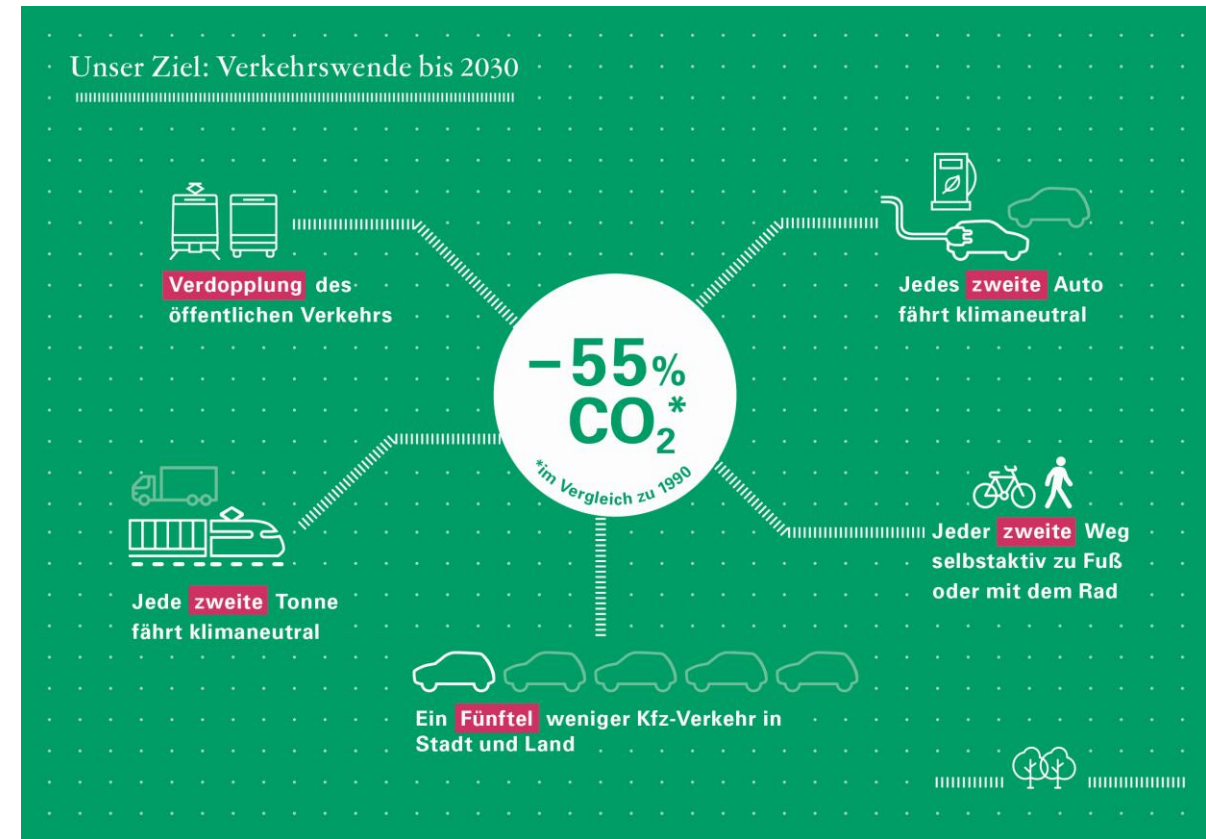 Unser Ziel: Verkehrswende bis 2030
Verdopplung des
öffentlichen Verkehrs
Jedes zweite Auto
fährt klimaneutral
–55%
CO₂*
*im Vergleich zu 1990
Jede zweite Tonne
fährt klimaneutral
Jeder zweite Weg
selbstaktiv zu Fuß
oder mit dem Rad
Ein Fünftel weniger Kfz-Verkehr in
Stadt und Land